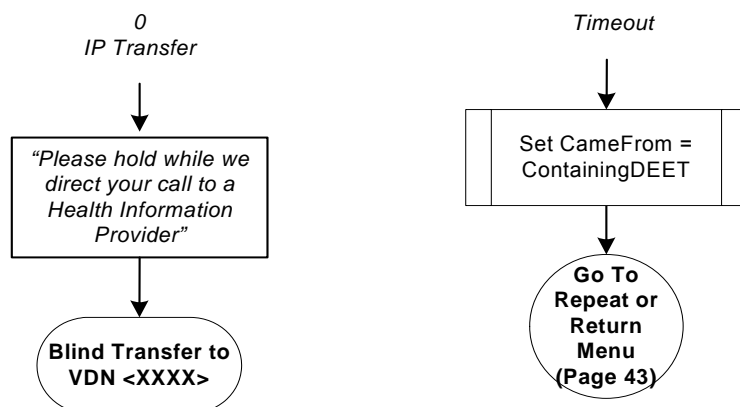 0
IP Transfer
“Please hold while we
direct your call to a
Health Information
Provider”
Blind Transfer to
VDN <XXXX>
Timeout
Set CameFrom =
ContainingDEET
Go To
Repeat or
Return
Menu
(Page 43)